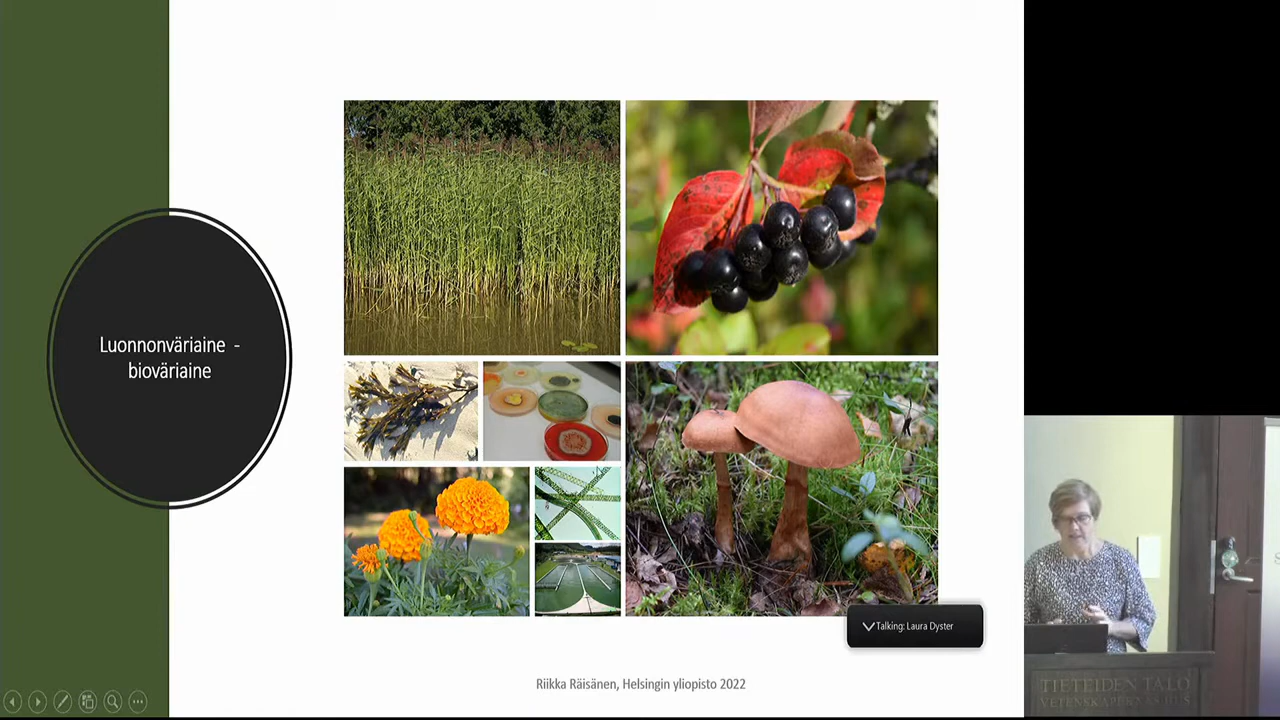 Luonnonväriaine -
bioväriaine
Talking: Laura Dyster
Riikka Räisänen, Helsingin yliopisto 2022
TIETEIDEN TALO
VETENSKAPERNAS HUS